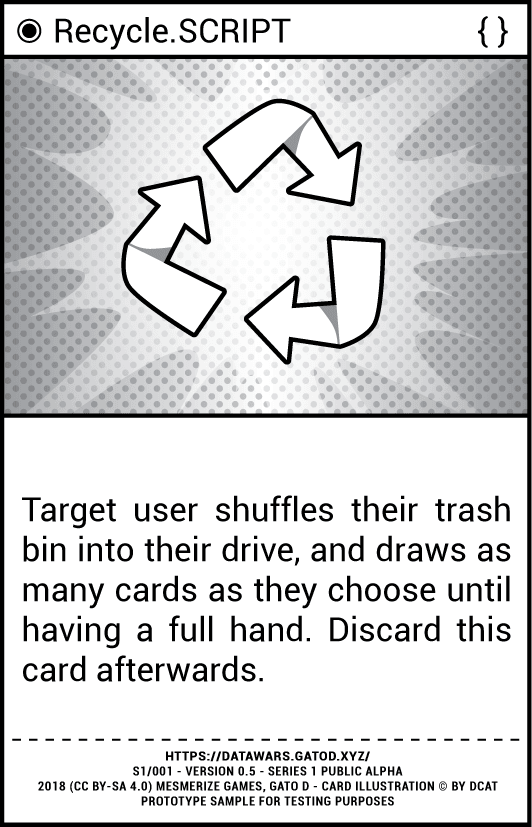 Recycle.SCRIPT { }
Target user shuffles their trash
bin into their drive, and draws as
many cards as they choose until
having a full hand. Discard this
card afterwards.
HTTPS://DATAWARS.GATOD.XYZ/
S1/001 - VERSION 0.5 - SERIES 1 PUBLIC ALPHA
2018 (CC BY-SA 4.0) MESMERIZE GAMES, GATO D - CARD ILLUSTRATION © BY DCAT
PROTOTYPE SAMPLE FOR TESTING PURPOSES